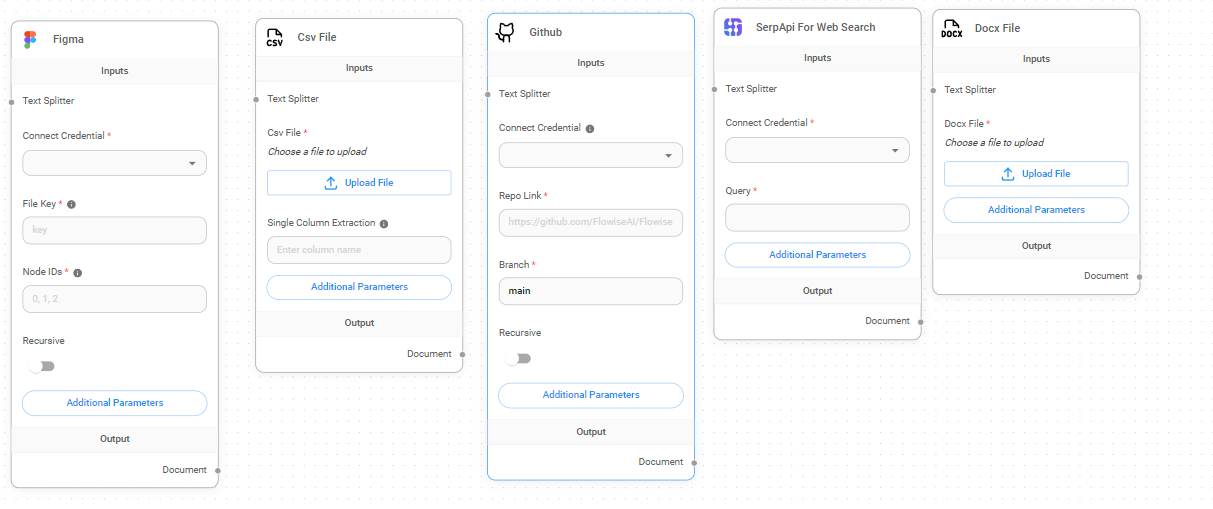 Figma
Inputs
Text Splitter
Connect Credential *
File Key *
key
Node IDs *
0, 1, 2
Recursive
Additional Parameters
Output
Document
CSV
Csv File
Inputs
Text Splitter
Csv File *
Choose a file to upload
Upload File
Single Column Extraction
Enter column name
Additional Parameters
Output
Document
Github
Inputs
Text Splitter
Connect Credential
Repo Link *
https://github.com/FlowiseAI/Flowise
Branch *
main
Recursive
Additional Parameters
Output
Document
SerpApi For Web Search
Inputs
Text Splitter
Connect Credential *
Query *
Additional Parameters
Output
Document
DOCX
Docx File
Inputs
Text Splitter
Docx File *
Choose a file to upload
Upload File
Additional Parameters
Output
Document